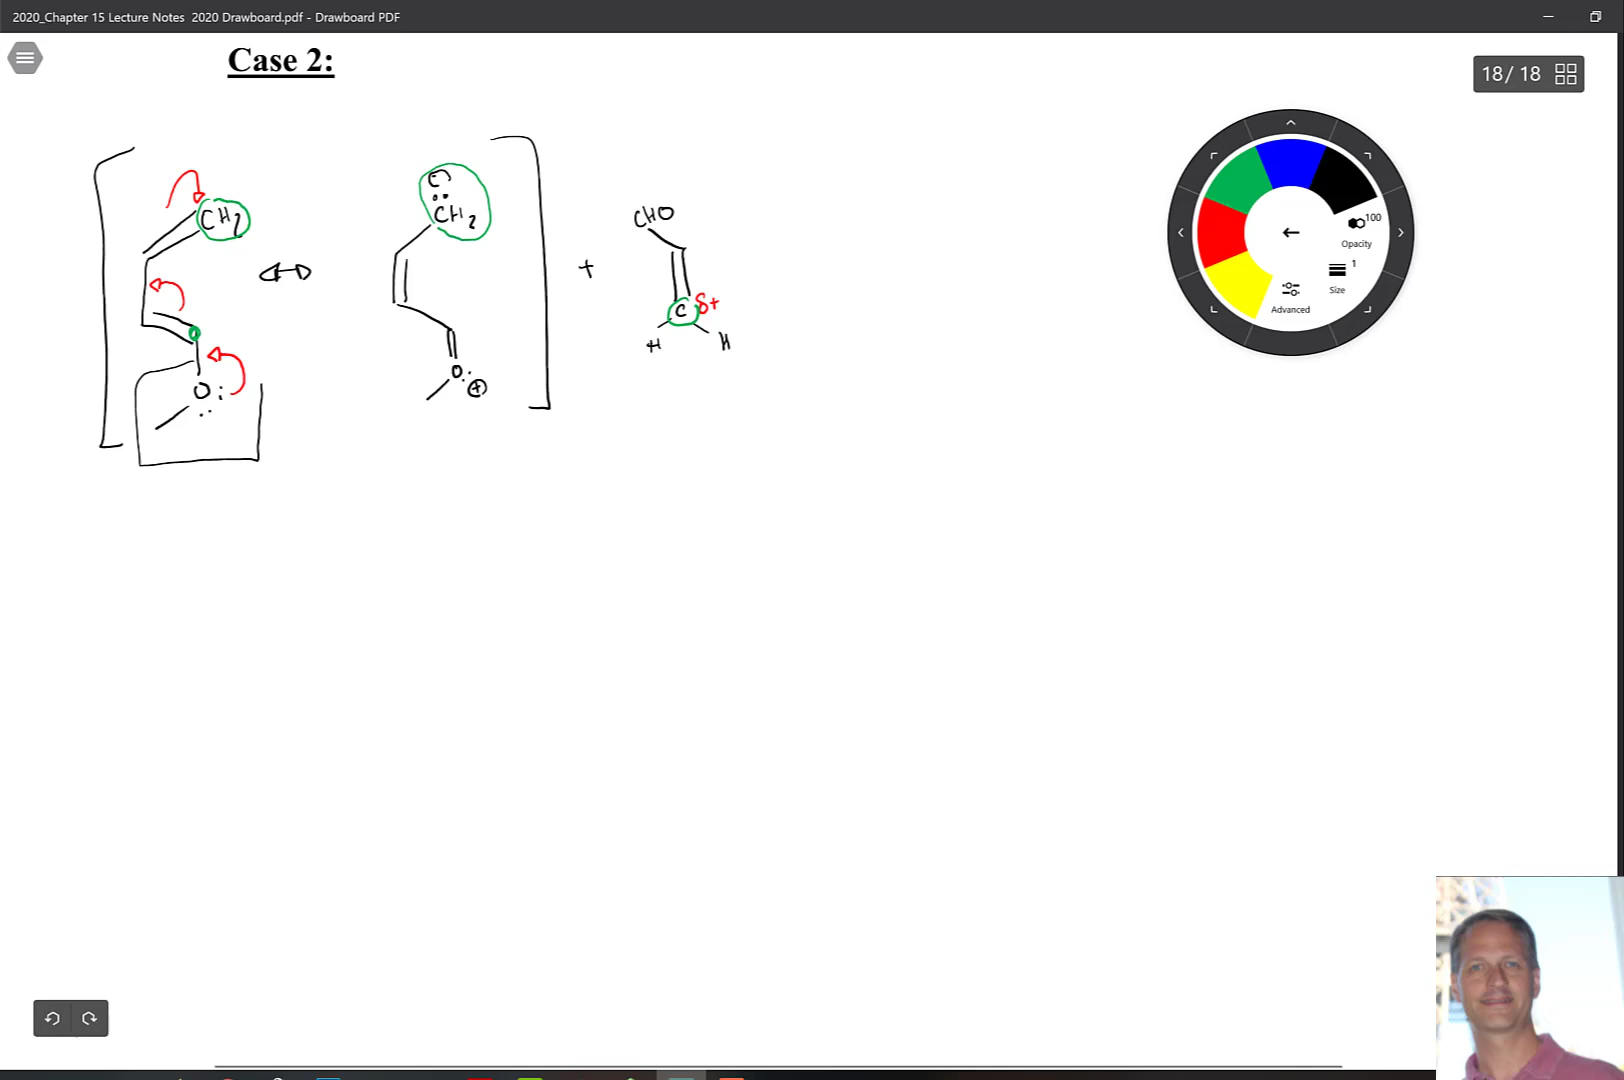 2020_Chapter 15 Lecture Notes 2020 Drawboard.pdf - Drawboard PDF
Case 2:
18 / 18
100
Opacity
1
Size
Advanced
CH2
O
(-)
CH2
O
+
+
CHO
C δ+
H H